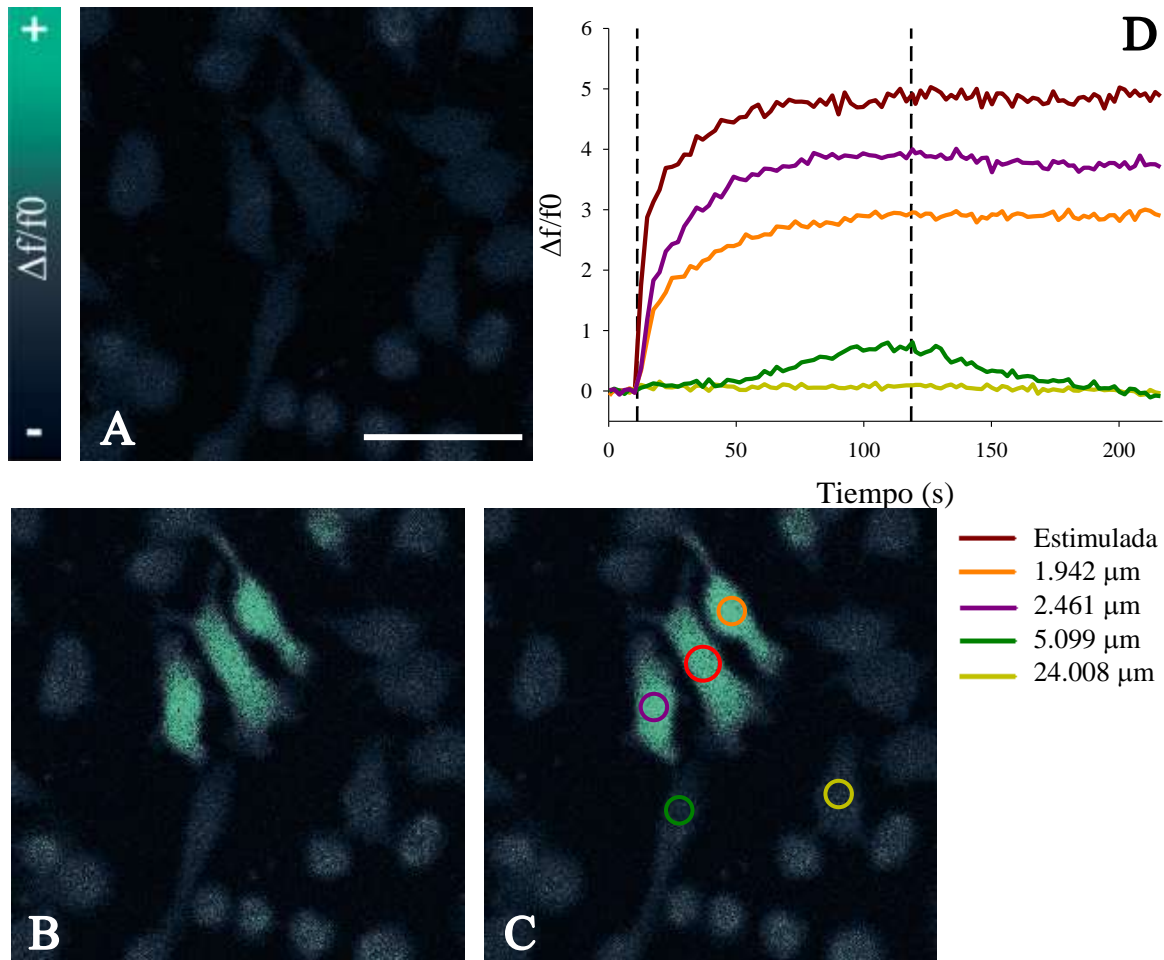 +
Δf/f0
-
A
D
6
5
4
3
2
1
0
Δf/f0
0 50 100 150 200
Tiempo (s)
B
C
Estimulada
1.942 μm
2.461 μm
5.099 μm
24.008 μm